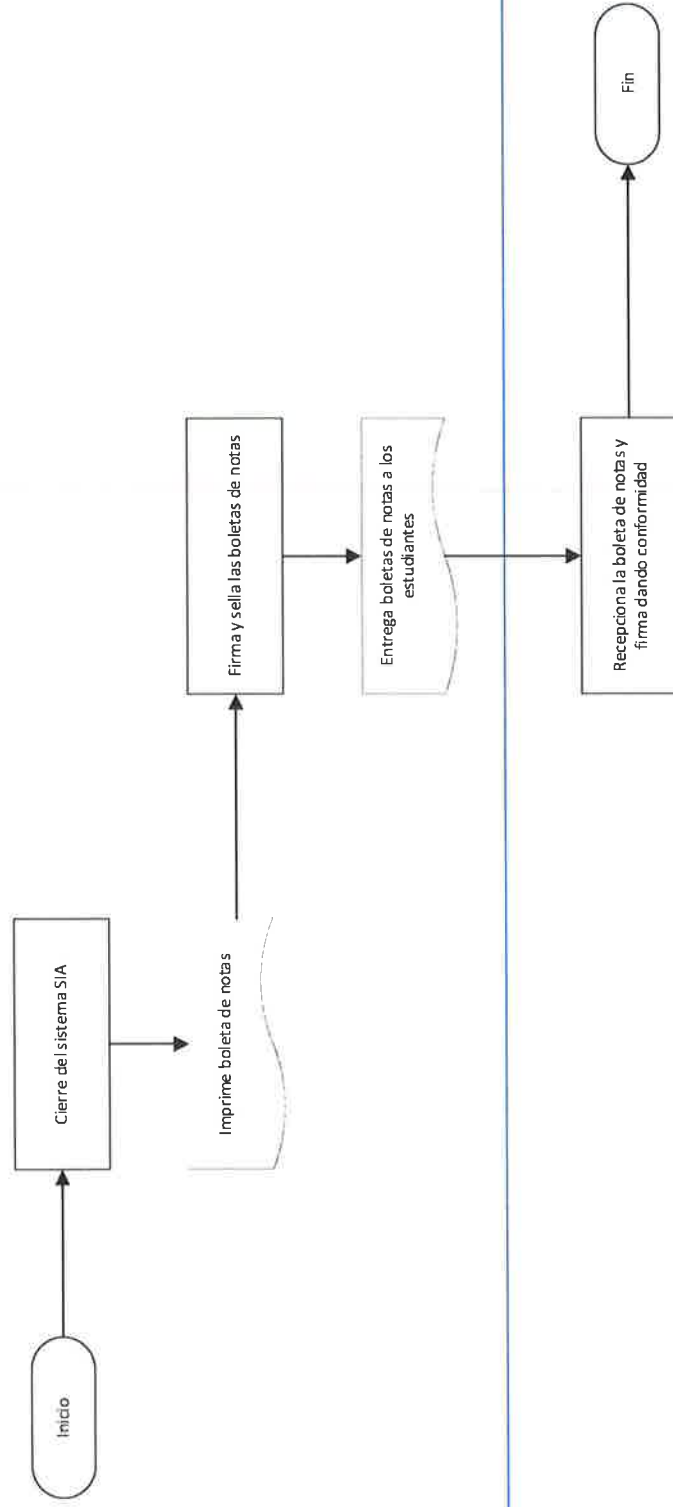 Inicio
Cierre del sistema SIA
Imprime boleta de notas
Firma y sella las boletas de notas
Entrega boletas de notas a los
estudiantes
Recepciona la boleta de notas y
firma dando conformidad
Fin